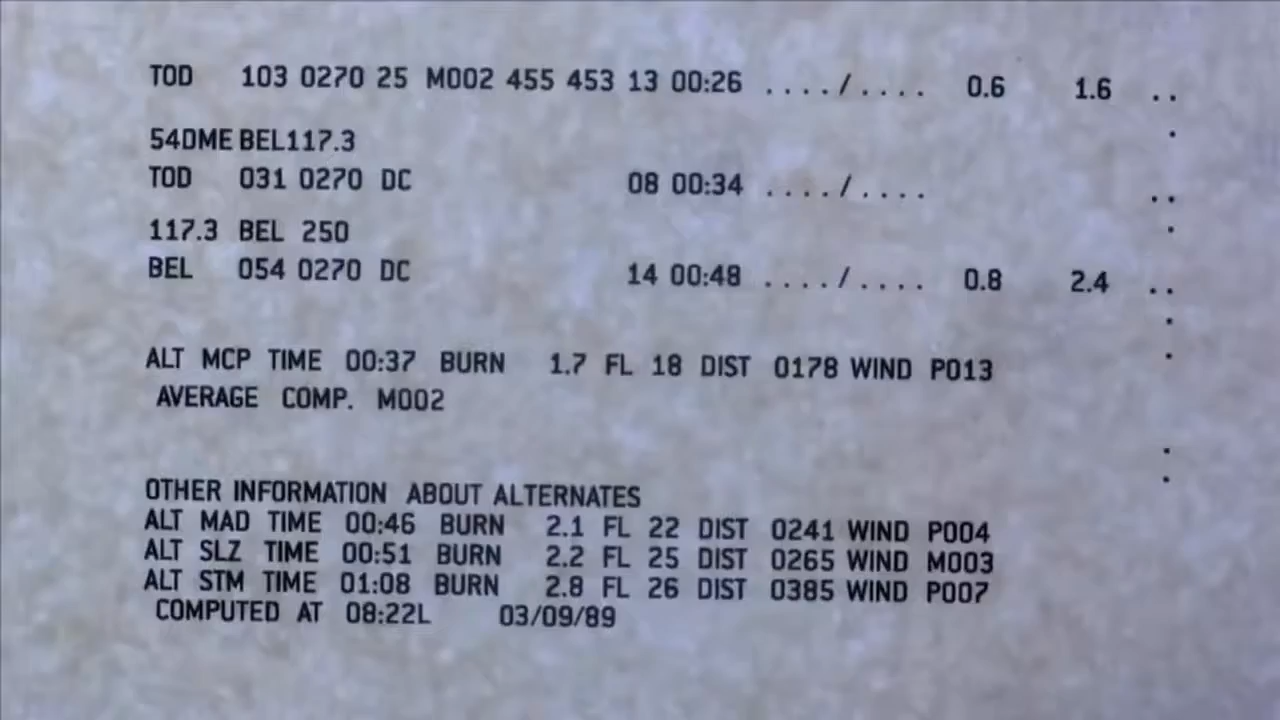 TOD 103 0270 25 M002 455 453 13 00:26 ..../.... 0.6 1.6 ..
54DME BEL117.3
TOD 031 0270 DC 08 00:34 ..../.... ..
117.3 BEL 250
BEL 054 0270 DC 14 00:48 ..../.... 0.8 2.4 ..
ALT MCP TIME 00:37 BURN 1.7 FL 18 DIST 0178 WIND P013
AVERAGE COMP. M002
OTHER INFORMATION ABOUT ALTERNATES
ALT MAD TIME 00:46 BURN 2.1 FL 22 DIST 0241 WIND P004
ALT SLZ TIME 00:51 BURN 2.2 FL 25 DIST 0265 WIND M003
ALT STM TIME 01:08 BURN 2.8 FL 26 DIST 0385 WIND P007
COMPUTED AT 08:22L 03/09/89